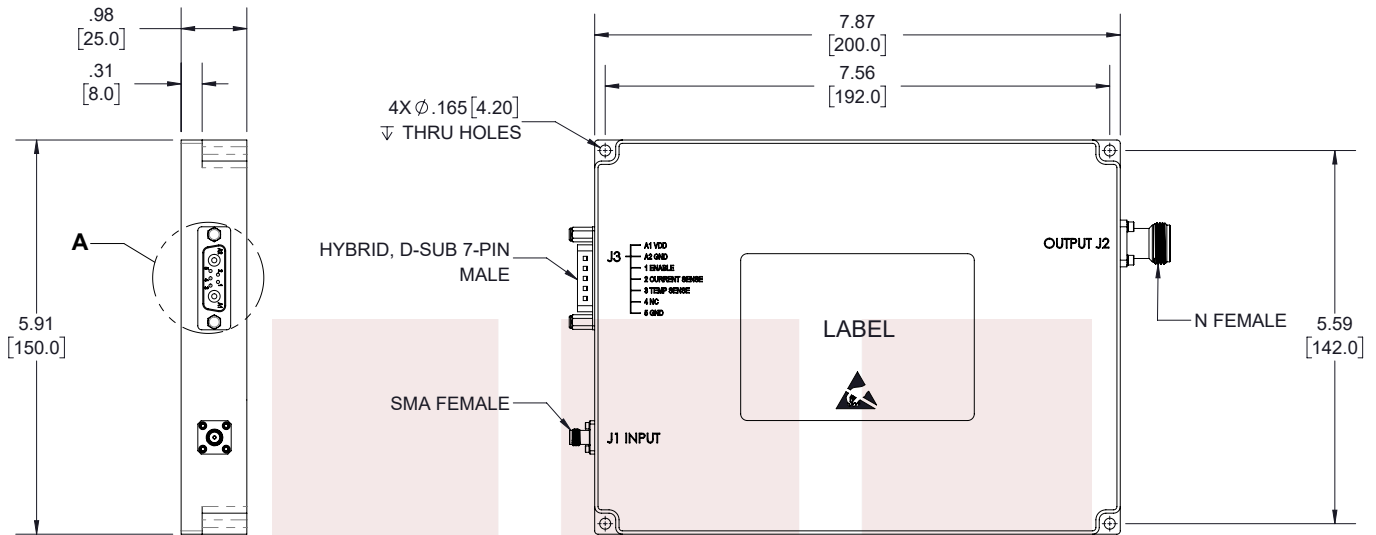 .98
[25.0]
.31
[8.0]
7.87
[200.0]
7.56
[192.0]
4X ∅ .165[4.20]
↧ THRU HOLES
A
HYBRID, D-SUB 7-PIN
MALE
J3
A1 VDD
A2 GND
1 ENABLE
2 CURRENT SENSE
3 TEMP SENSE
4 NC
5 GND
OUTPUT J2
N FEMALE
5.91
[150.0]
5.59
[142.0]
LABEL
SMA FEMALE
J1 INPUT